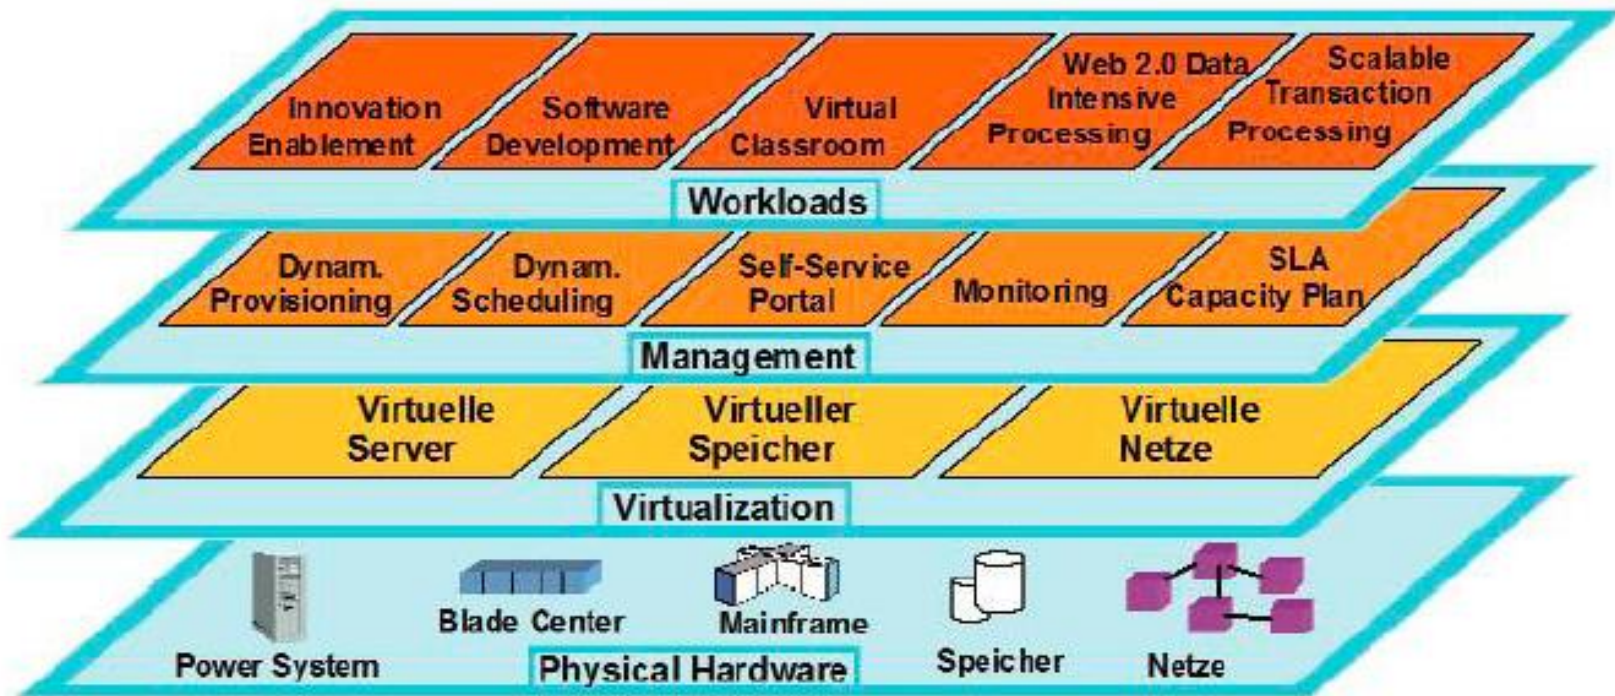 Innovation
Enablement
Software
Development
Virtual
Classroom
Web 2.0 Data
Intensive
Processing
Scalable
Transaction
Processing
Workloads
Dynam.
Provisioning
Dynam.
Scheduling
Self-Service
Portal
Monitoring
SLA
Capacity Plan
Management
Virtuelle
Server
Virtueller
Speicher
Virtuelle
Netze
Virtualization
Power System
Blade Center
Mainframe
Speicher
Netze
Physical Hardware